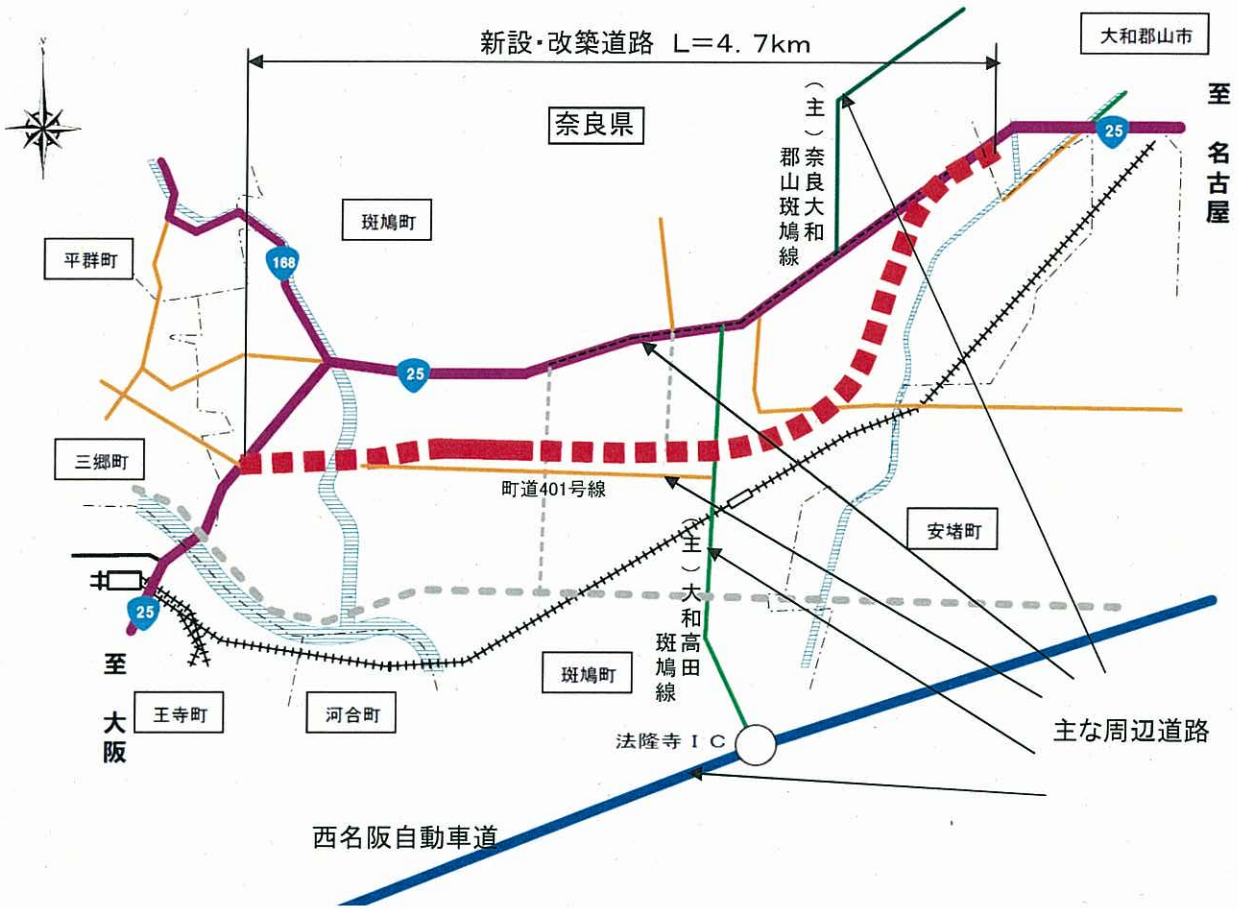 新設・改築道路 L=4.7km
大和郡山市
奈良県
至 名古屋
25
(主)奈良大和
郡山斑鳩線
斑鳩町
平群町
168
25
三郷町
町道401号線
安堵町
(主)大和高田
斑鳩線
25
至 大阪
王寺町
河合町
斑鳩町
法隆寺IC
主な周辺道路
西名阪自動車道